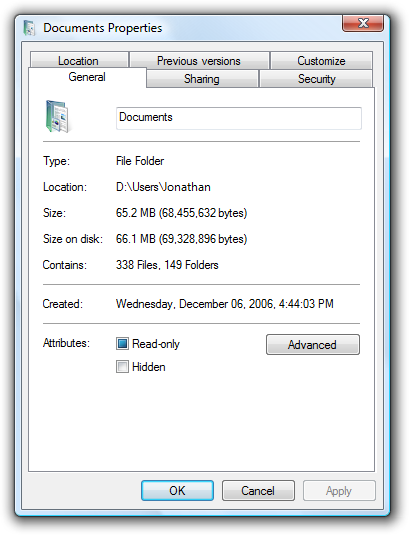 Documents Properties
Location Previous versions Customize
General Sharing Security
Documents
Type: File Folder
Location: D:\Users\Jonathan
Size: 65.2 MB (68,455,632 bytes)
Size on disk: 66.1 MB (69,328,896 bytes)
Contains: 338 Files, 149 Folders
Created: Wednesday, December 06, 2006, 4:44:03 PM
Attributes: Read-only Advanced
Hidden
OK Cancel Apply